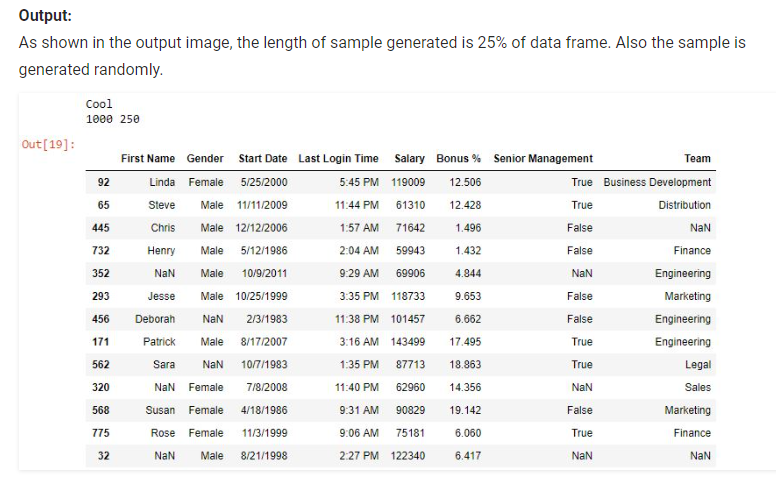 Output:
As shown in the output image, the length of sample generated is 25% of data frame. Also the sample is
generated randomly.
Cool
1000 250
Out[19]:
First Name Gender Start Date Last Login Time Salary Bonus % Senior Management Team
92 Linda Female 5/25/2000 5:45 PM 119009 12.506 True Business Development
65 Steve Male 11/11/2009 11:44 PM 61310 12.428 True Distribution
445 Chris Male 12/12/2006 1:57 AM 71642 1.496 False NaN
732 Henry Male 5/12/1986 2:04 AM 59943 1.432 False Finance
352 NaN Male 10/9/2011 9:29 AM 69906 4.844 NaN Engineering
293 Jesse Male 10/25/1999 3:35 PM 118733 9.653 False Marketing
456 Deborah NaN 2/3/1983 11:38 PM 101457 6.662 False Engineering
171 Patrick Male 8/17/2007 3:16 AM 143499 17.495 True Engineering
562 Sara NaN 10/7/1983 1:35 PM 87713 18.863 True Legal
320 NaN Female 7/8/2008 11:40 PM 62960 14.356 NaN Sales
568 Susan Female 4/18/1986 9:31 AM 90829 19.142 False Marketing
775 Rose Female 11/3/1999 9:06 AM 75181 6.060 True Finance
32 NaN Male 8/21/1998 2:27 PM 122340 6.417 NaN NaN